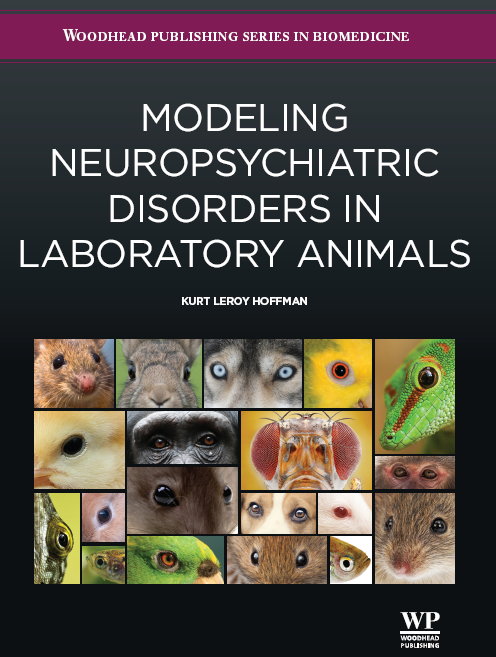 WOODHEAD PUBLISHING SERIES IN BIOMEDICINE
MODELING
NEUROPSYCHIATRIC
DISORDERS IN
LABORATORY ANIMALS
KURT LEROY HOFFMAN
WP
WOODHEAD
PUBLISHING